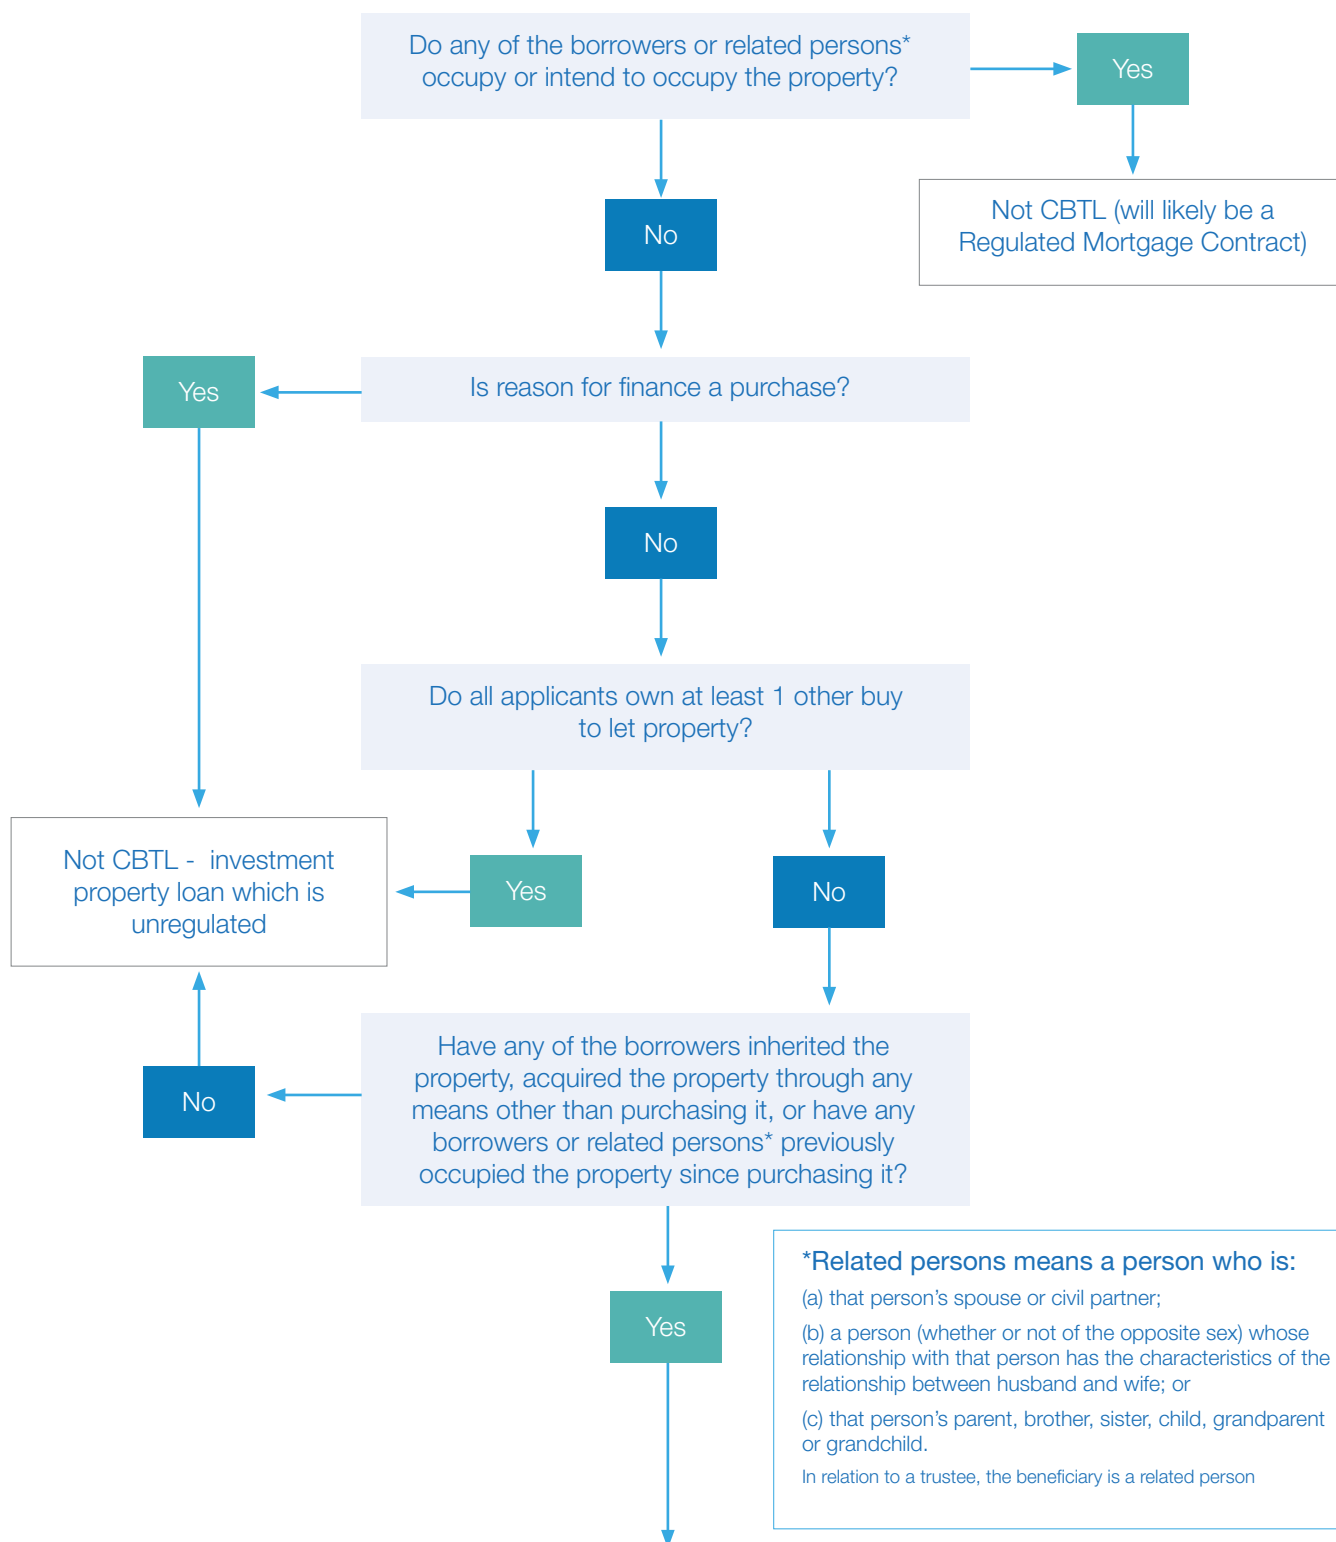 Do any of the borrowers or related persons*
occupy or intend to occupy the property?
Yes
Not CBTL (will likely be a
Regulated Mortgage Contract)
No
Yes
Is reason for finance a purchase?
No
Do all applicants own at least 1 other buy
to let property?
Not CBTL - investment
property loan which is
unregulated
Yes
No
Have any of the borrowers inherited the
property, acquired the property through any
means other than purchasing it, or have any
borrowers or related persons* previously
occupied the property since purchasing it?
No
Yes
*Related persons means a person who is:
(a) that person’s spouse or civil partner;
(b) a person (whether or not of the opposite sex) whose
relationship with that person has the characteristics of the
relationship between husband and wife; or
(c) that person’s parent, brother, sister, child, grandparent
or grandchild.
In relation to a trustee, the beneficiary is a related person